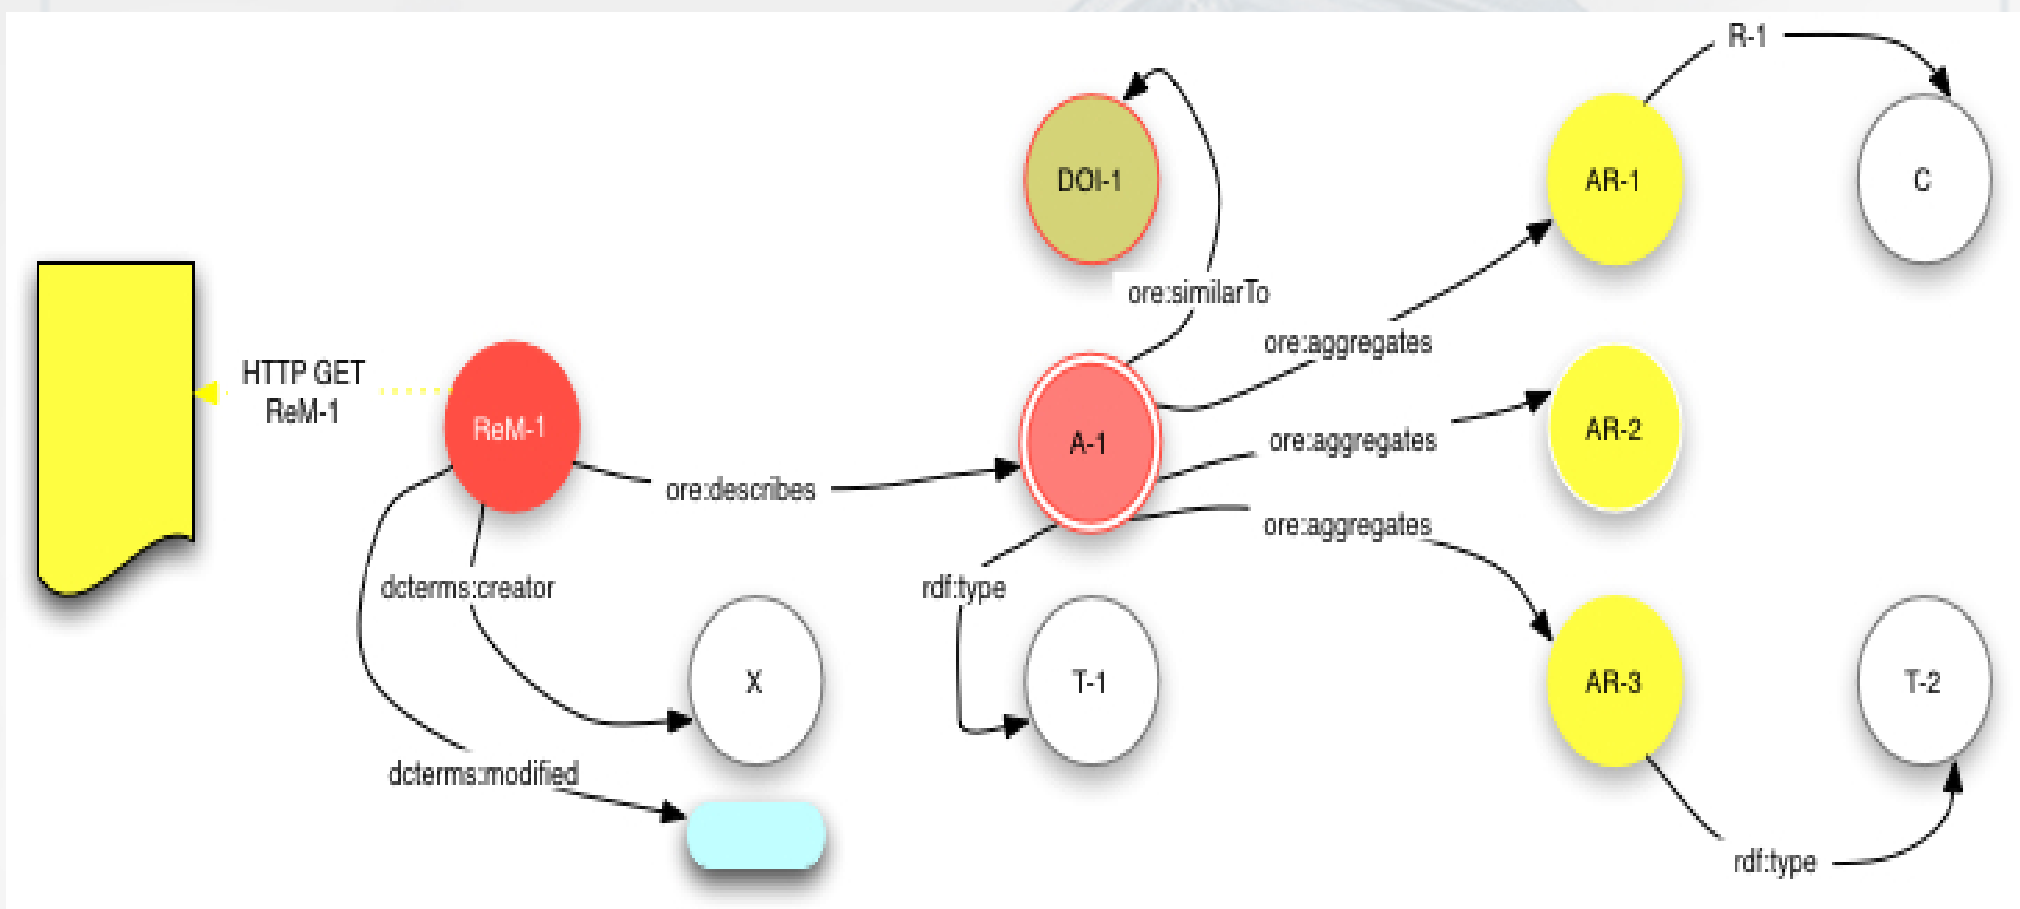 R-1
DOI-1
AR-1
C
ore:similarTo
ore:aggregates
HTTP GET
ReM-1
ReM-1
A-1
ore:aggregates
AR-2
ore:describes
ore:aggregates
dcterms:creator
rdf:type
X
T-1
AR-3
T-2
dcterms:modified
rdf:type